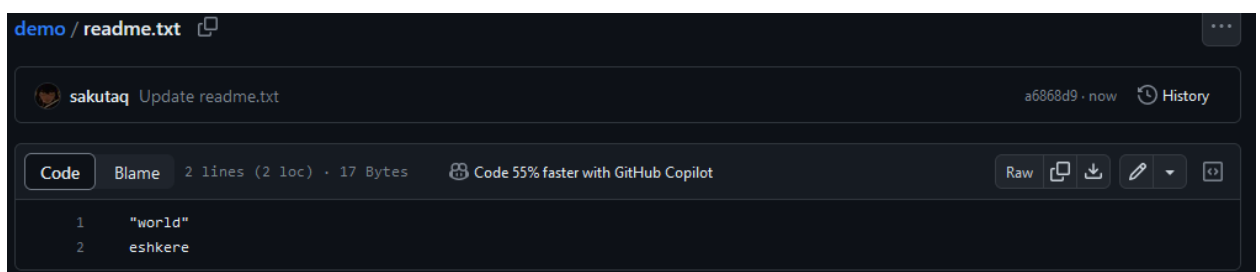 demo / readme.txt
sakutaq Update readme.txt a6868d9 · now History
Code Blame 2 lines (2 loc) · 17 Bytes Code 55% faster with GitHub Copilot Raw
1 "world"
2 eshkere